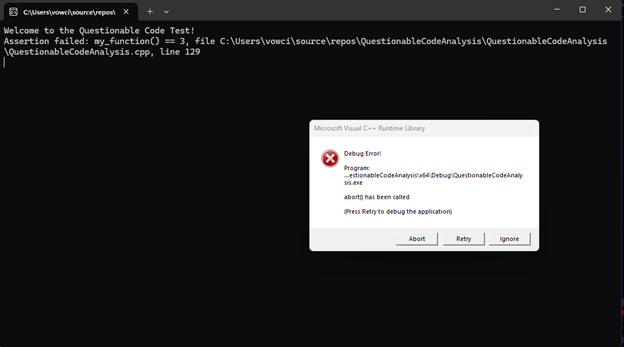 C:\Users\vowci\source\repos\
Welcome to the Questionable Code Test!
Assertion failed: my_function() == 3, file C:\Users\vowci\source\repos\QuestionableCodeAnalysis\QuestionableCodeAnalysis
\QuestionableCodeAnalysis.cpp, line 129
Microsoft Visual C++ Runtime Library
Debug Error!
Program:
...estionableCodeAnalysis\x64\Debug\QuestionableCodeAnaly
sis.exe
abort() has been called
(Press Retry to debug the application)
Abort Retry Ignore